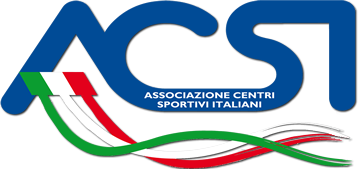 ACSI
ASSOCIAZIONE CENTRI
SPORTIVI ITALIANI